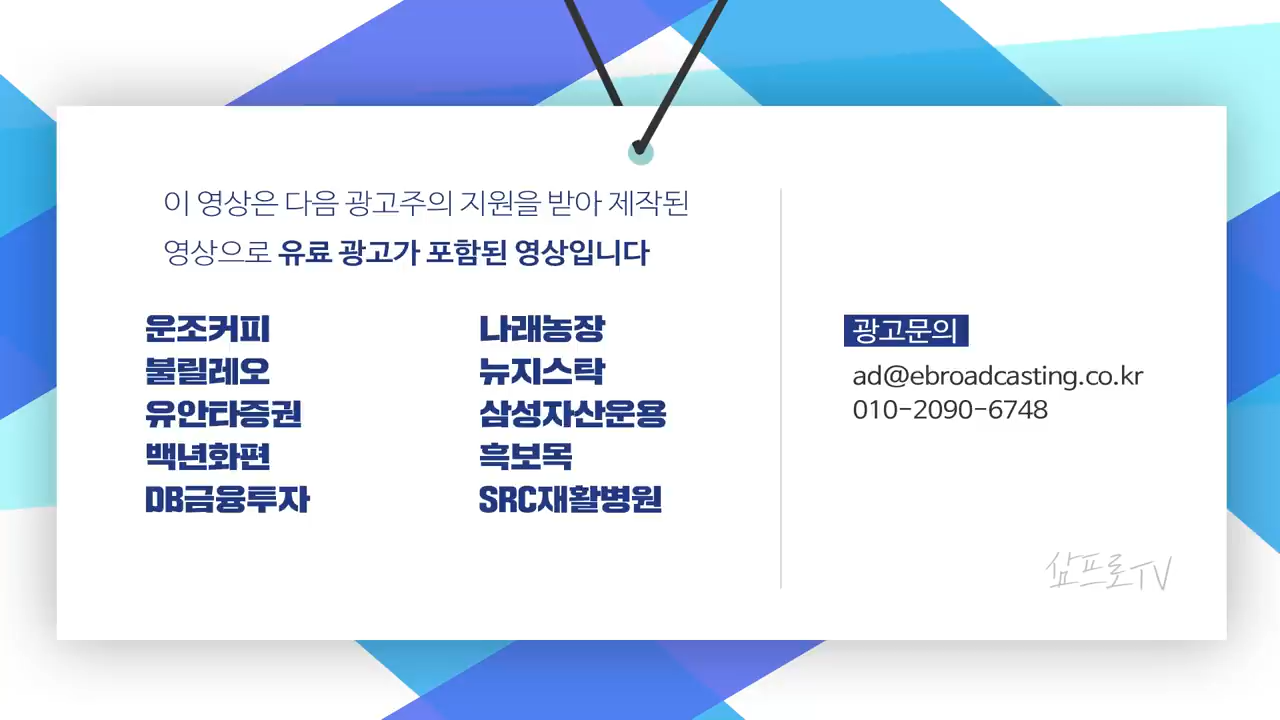 이 영상은 다음 광고주의 지원을 받아 제작된
영상으로 유료 광고가 포함된 영상입니다
운조커피
불릴레오
유안타증권
백년화편
DB금융투자
나래농장
뉴지스탁
삼성자산운용
흑보목
SRC재활병원
광고문의
ad@ebroadcasting.co.kr
010-2090-6748
삼프로TV